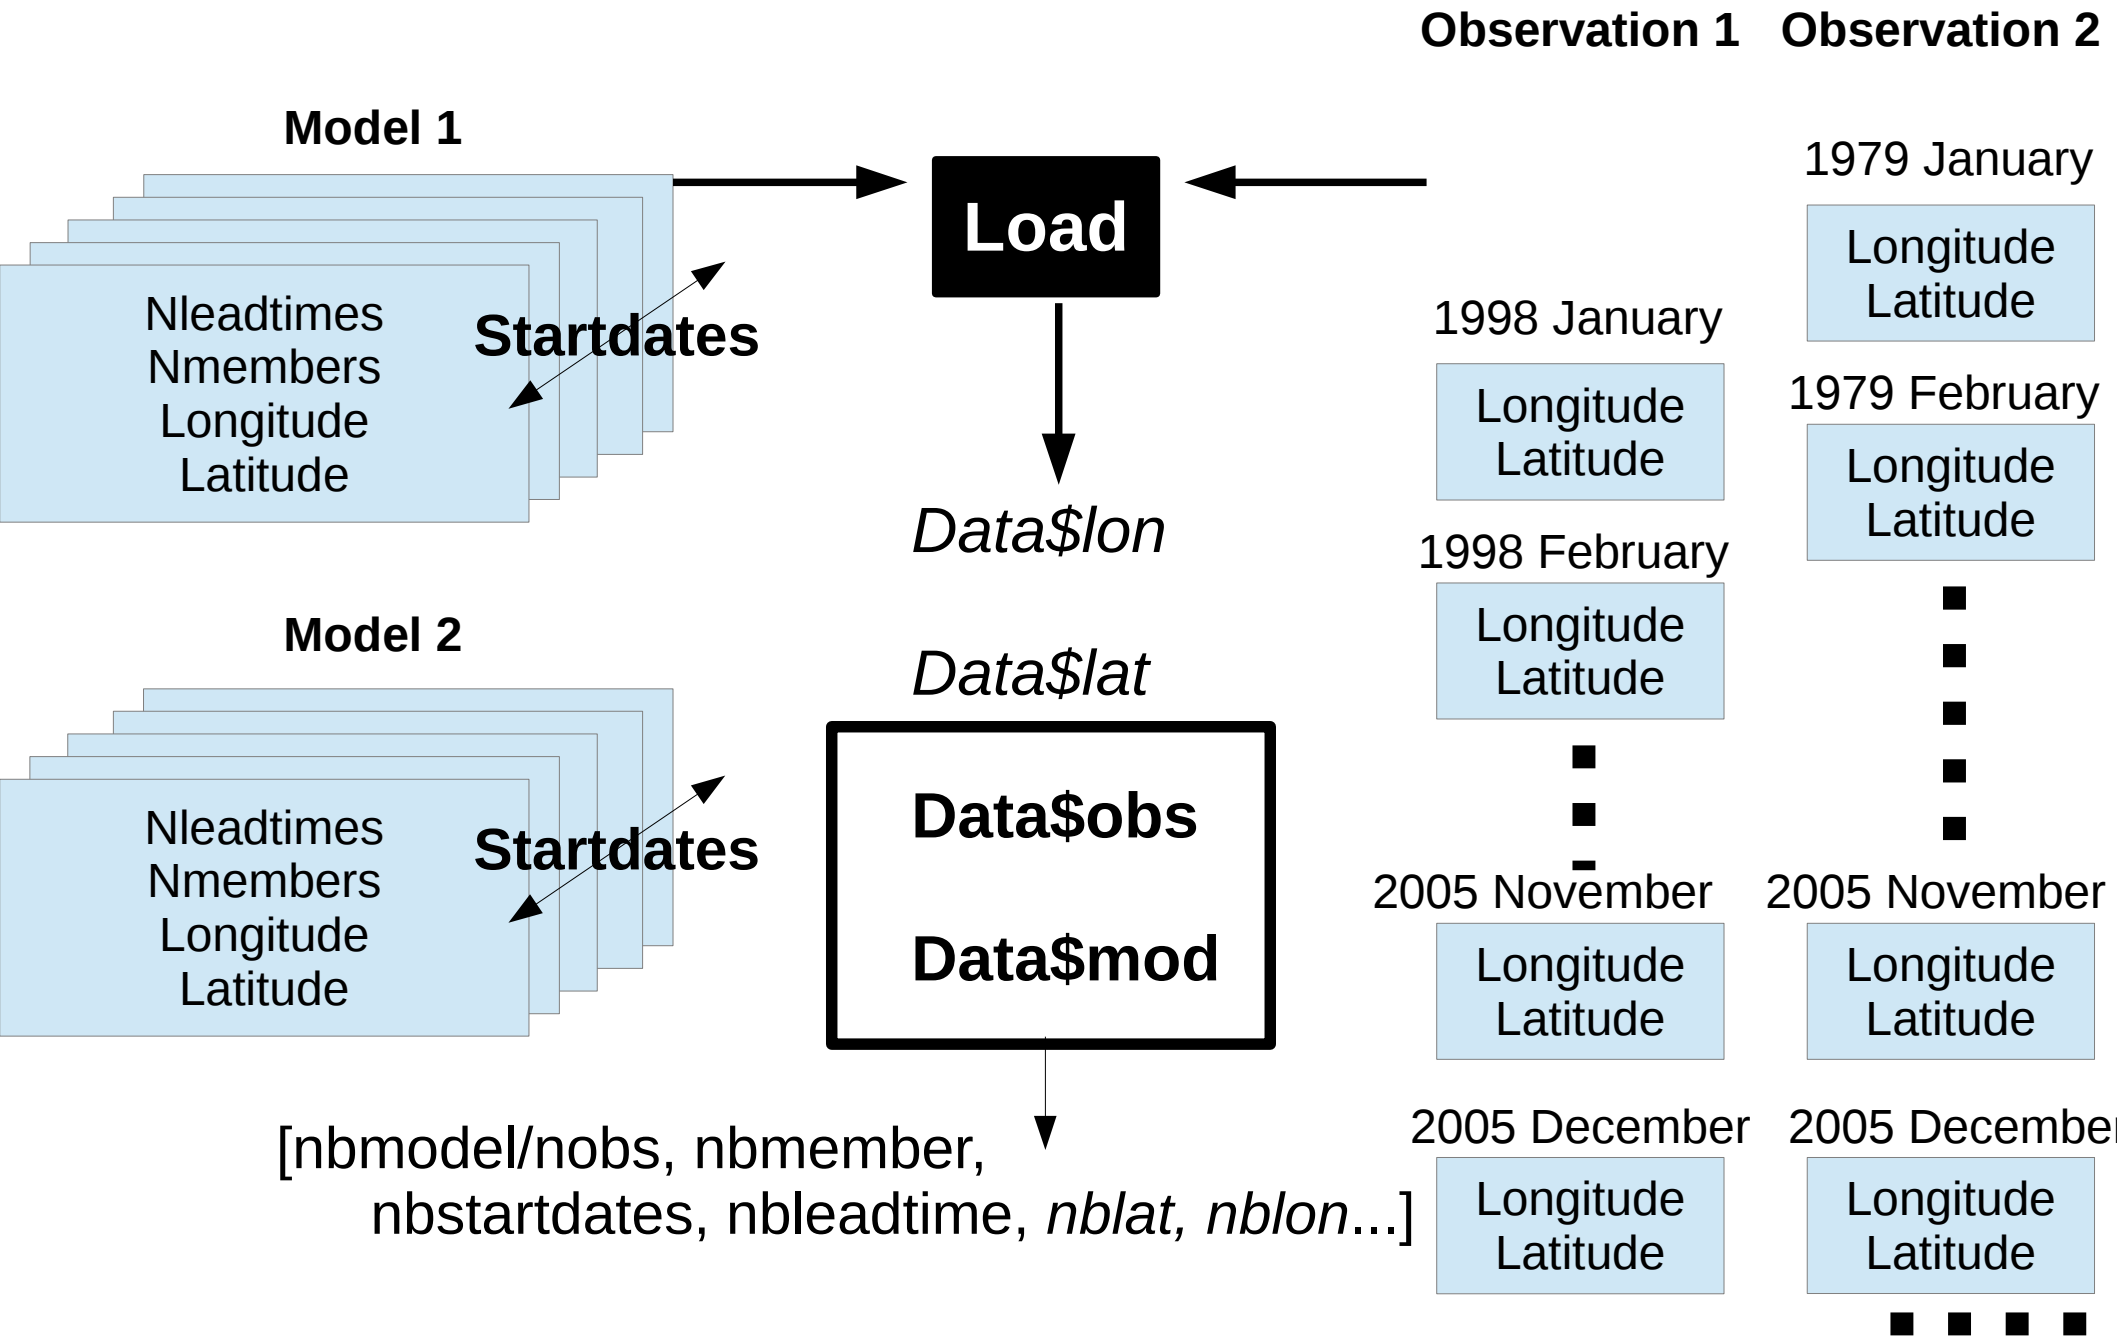 Observation 1
Observation 2
Model 1
Nleadtimes
Nmembers
Longitude
Latitude
Startdates
Model 2
Nleadtimes
Nmembers
Longitude
Latitude
Startdates
Load
Data$lon
Data$lat
Data$obs
Data$mod
[nbmodel/nobs, nbmember,
nbstartdates, nbleadtime, nblat, nblon...]
1998 January
Longitude
Latitude
1998 February
Longitude
Latitude
2005 November
Longitude
Latitude
2005 December
Longitude
Latitude
1979 January
Longitude
Latitude
1979 February
Longitude
Latitude
2005 November
Longitude
Latitude
2005 December
Longitude
Latitude